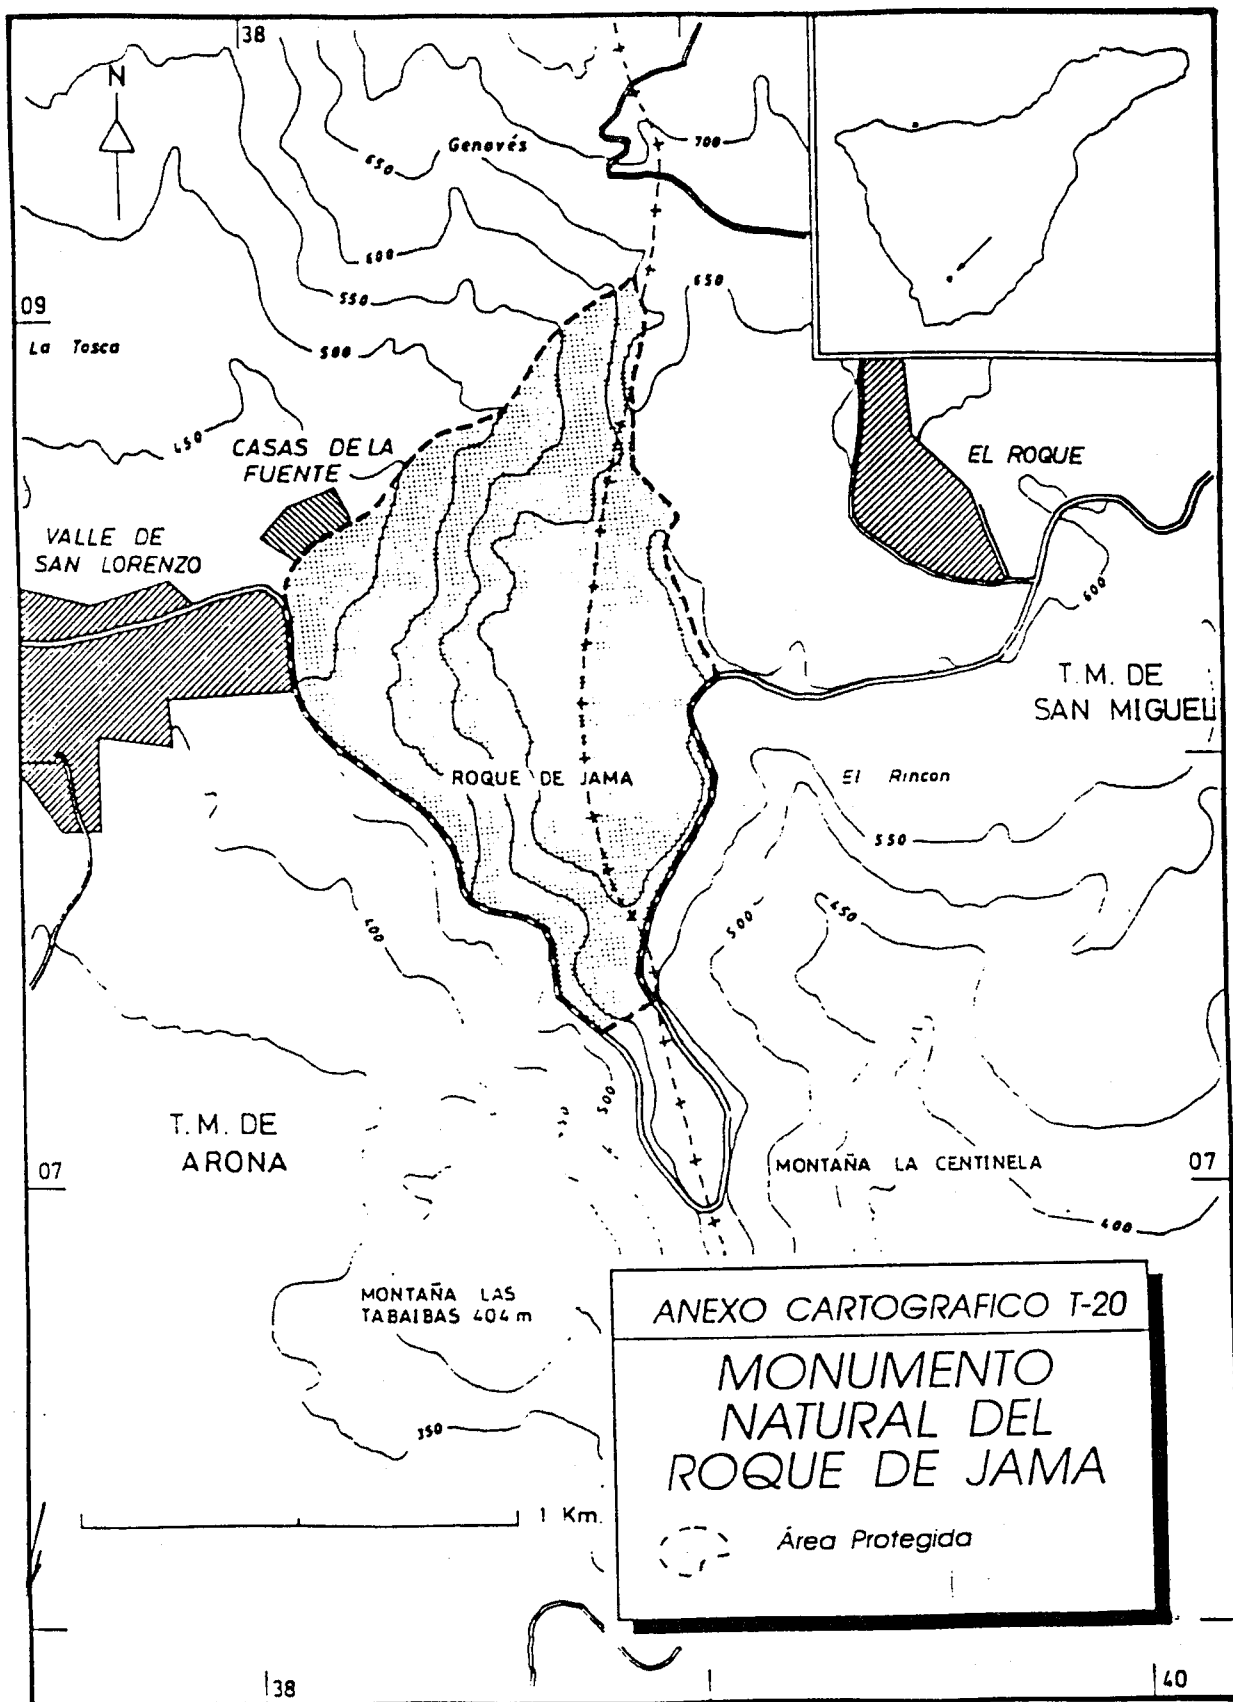 38
N
Genovés
700
650
600
550
500
650
09
La Tosca
450
CASAS DE LA
FUENTE
EL ROQUE
VALLE DE
SAN LORENZO
600
T.M. DE
SAN MIGUEL
ROQUE DE JAMA
El Rincon
550
500
450
400
500
T.M. DE
ARONA
07
MONTAÑA LA CENTINELA
07
400
MONTAÑA LAS
TABAIBAS 404 m
350
1 Km.
ANEXO CARTOGRAFICO T-20
MONUMENTO
NATURAL DEL
ROQUE DE JAMA
Área Protegida
38
40